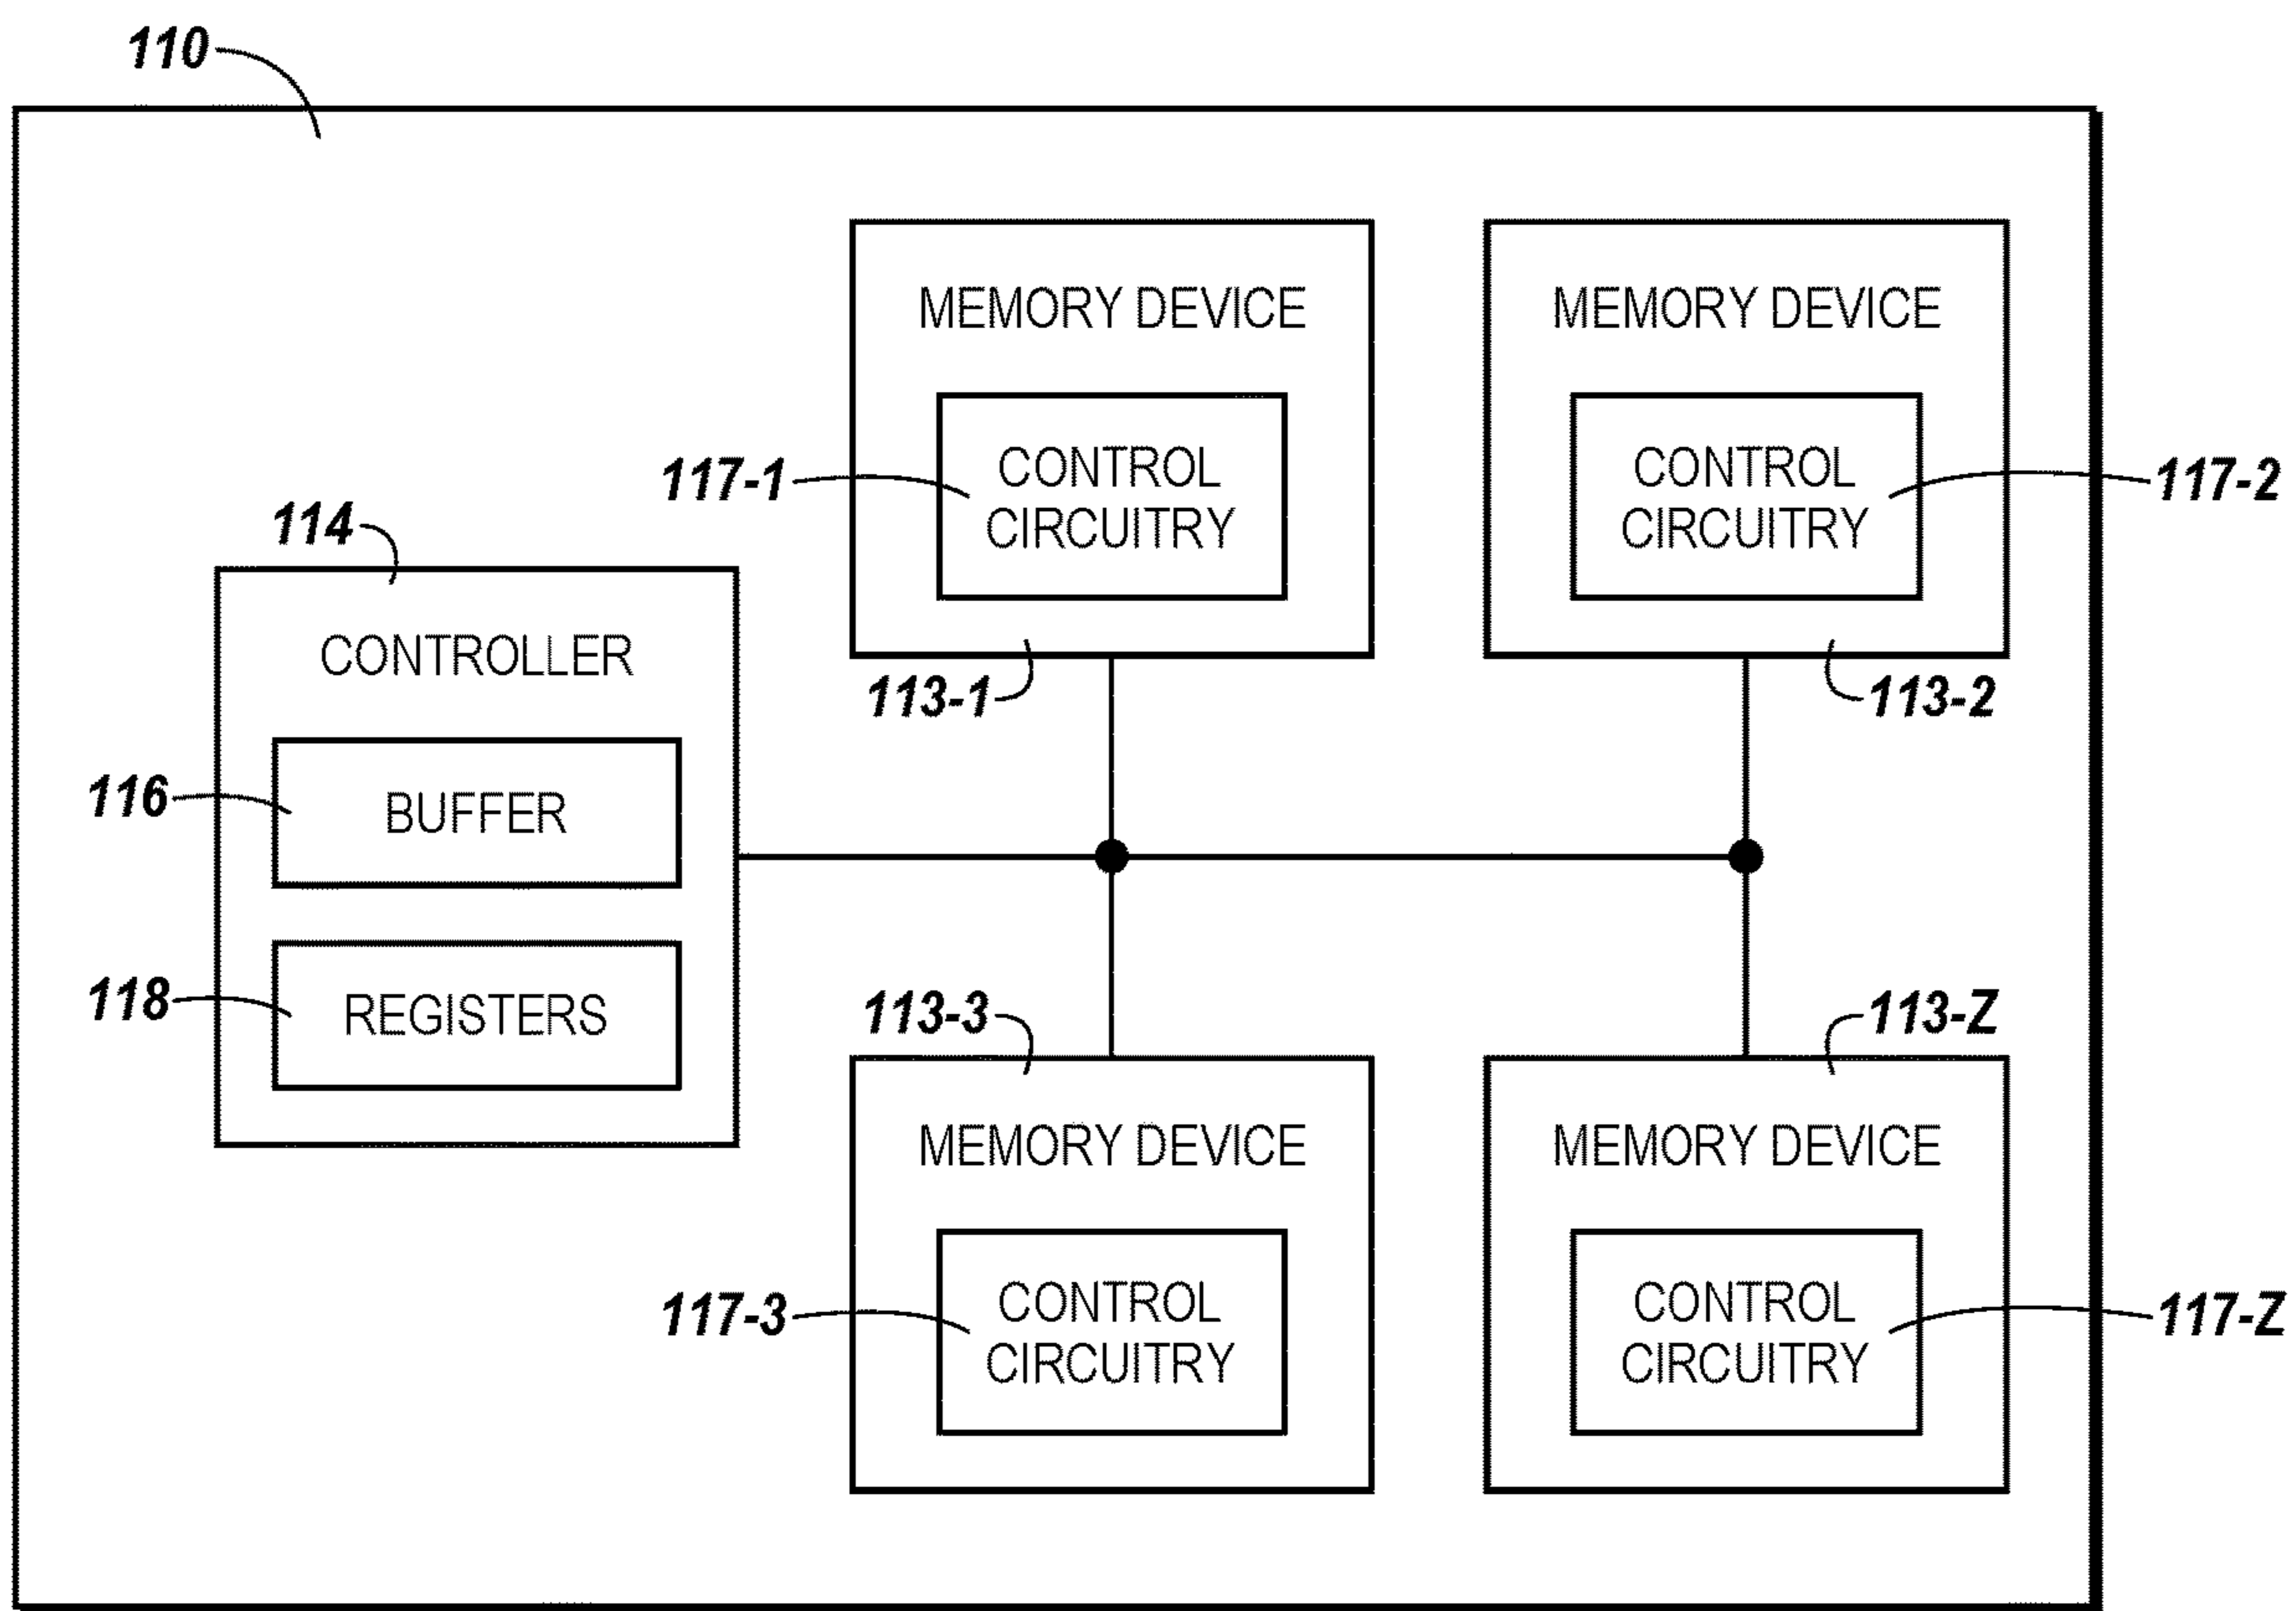 110
MEMORY DEVICE
MEMORY DEVICE
117-1
CONTROL
CIRCUITRY
CONTROL
CIRCUITRY
117-2
114
CONTROLLER
113-1
113-2
116
BUFFER
118
REGISTERS
113-3
113-Z
MEMORY DEVICE
MEMORY DEVICE
117-3
CONTROL
CIRCUITRY
CONTROL
CIRCUITRY
117-Z